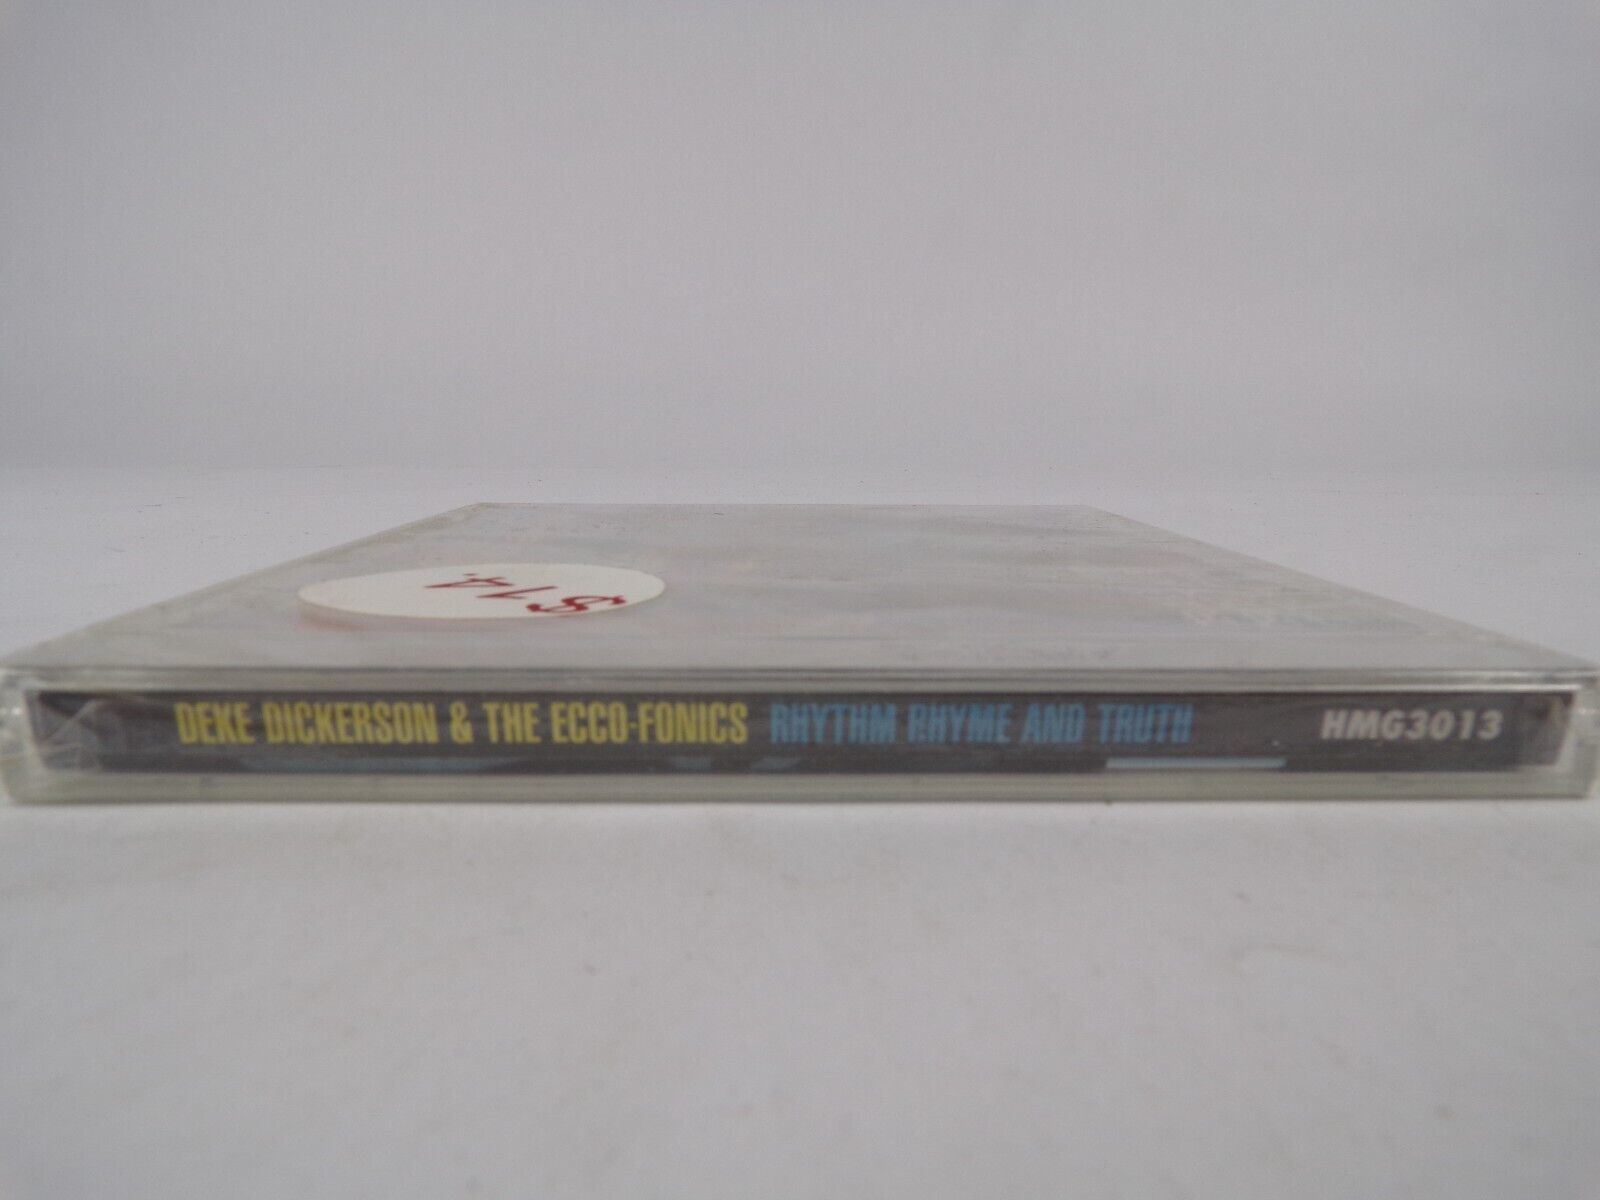 $14
DEKE DICKERSON & THE ECCO-FONICS RHYTHM RHYME AND TRUTH HMG3013